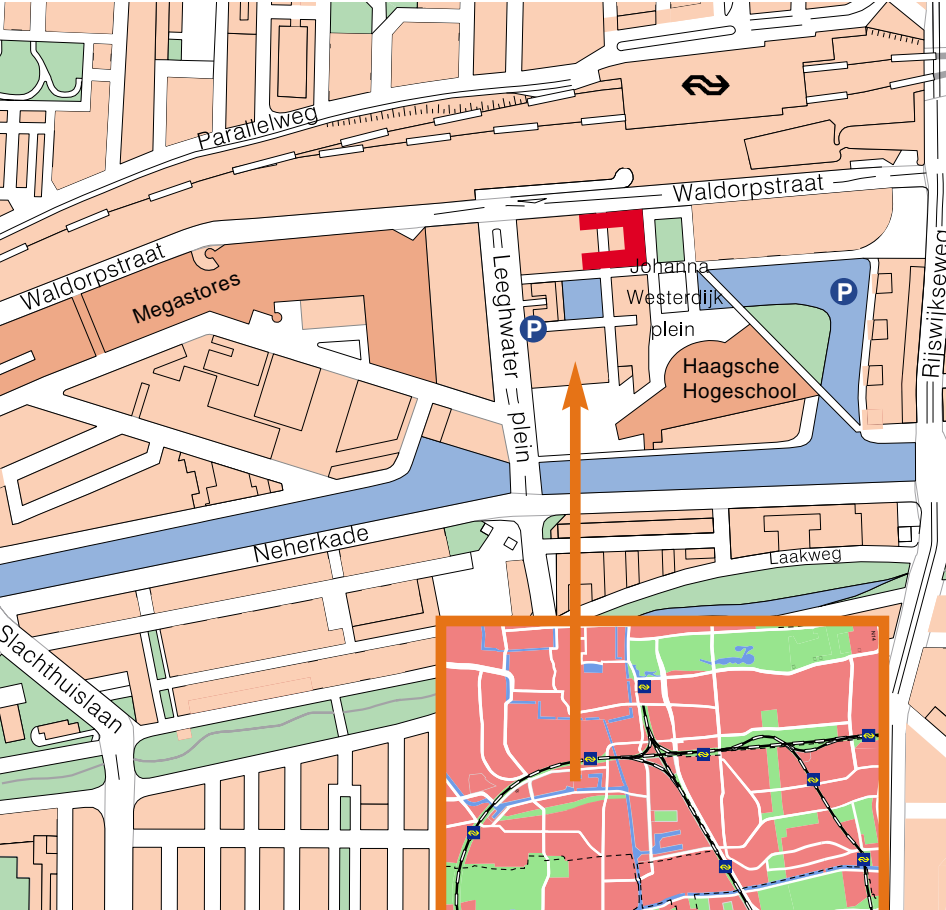 Parallelweg
Waldorpstraat
Waldorpstraat
Megastores
Leeghwater plein
Johanna
Westerdijk
plein
P
P
Haagsche
Hogeschool
Rijswijkseweg
Neherkade
Laakweg
Slachthuislaan